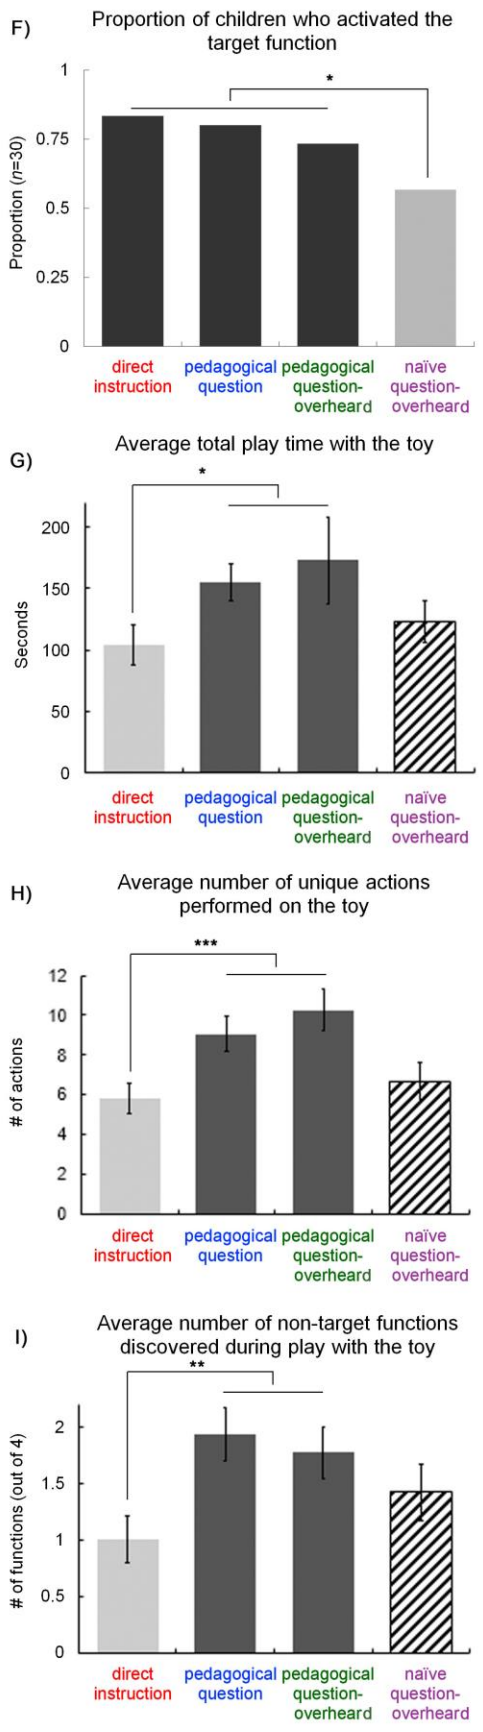 F)
Proportion of children who activated the
target function
*
Proportion (n=30)
1
0.75
0.5
0.25
0
direct
instruction
pedagogical
question
pedagogical
question-
overheard
naïve
question-
overheard
G)
Average total play time with the toy
*
Seconds
200
150
100
50
0
direct
instruction
pedagogical
question
pedagogical
question-
overheard
naïve
question-
overheard
H)
Average number of unique actions
performed on the toy
***
# of actions
12
10
8
6
4
2
0
direct
instruction
pedagogical
question
pedagogical
question-
overheard
naïve
question-
overheard
I)
Average number of non-target functions
discovered during play with the toy
**
# of functions (out of 4)
2
1.5
1
0.5
0
direct
instruction
pedagogical
question
pedagogical
question-
overheard
naïve
question-
overheard